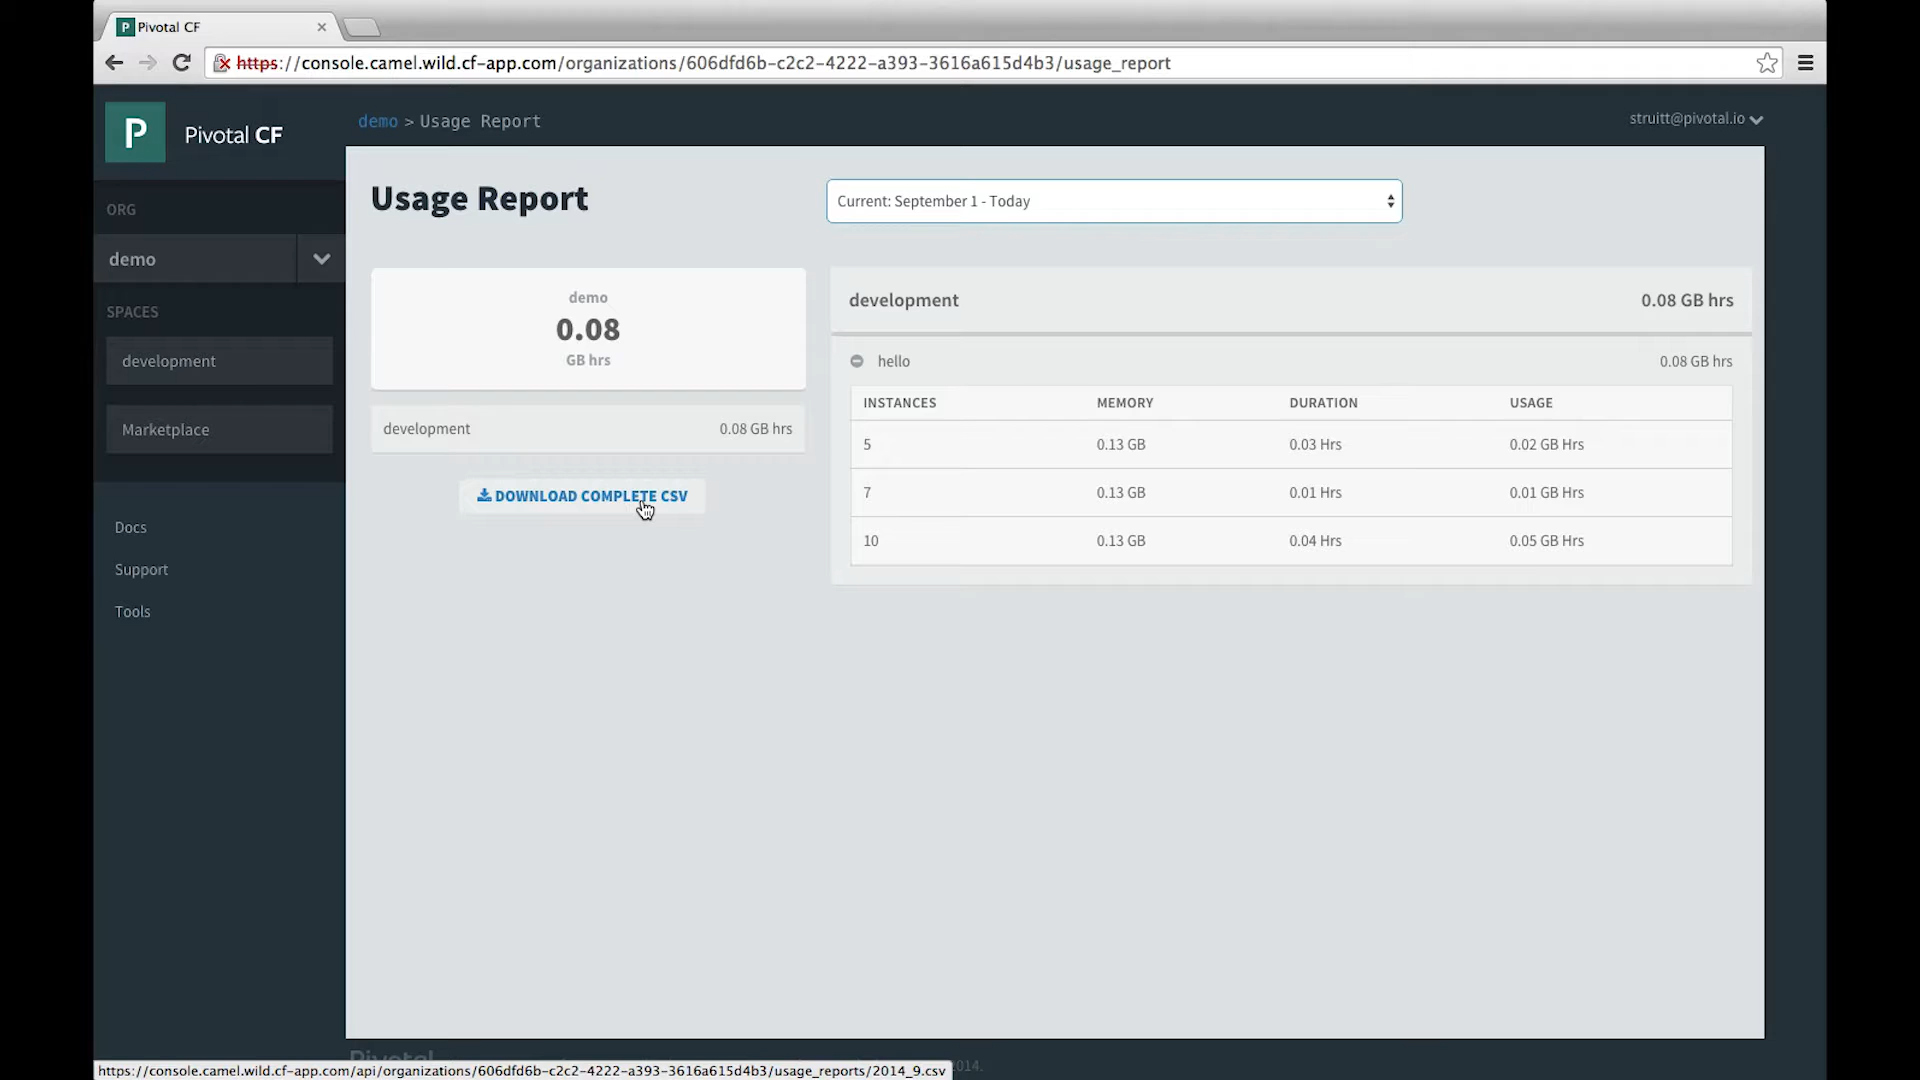 Pivotal CF
https://console.camel.wild.cf-app.com/organizations/606dfd6b-c2c2-4222-a393-3616a615d4b3/usage_report
P Pivotal CF
demo > Usage Report
struitt@pivotal.io
ORG
demo
SPACES
development
Marketplace
Docs
Support
Tools
Usage Report
Current: September 1 - Today
demo
0.08
GB hrs
development 0.08 GB hrs
DOWNLOAD COMPLETE CSV
development 0.08 GB hrs
hello 0.08 GB hrs
INSTANCES MEMORY DURATION USAGE
5 0.13 GB 0.03 Hrs 0.02 GB Hrs
7 0.13 GB 0.01 Hrs 0.01 GB Hrs
10 0.13 GB 0.04 Hrs 0.05 GB Hrs
Pivotal 2014.
https://console.camel.wild.cf-app.com/api/organizations/606dfd6b-c2c2-4222-a393-3616a615d4b3/usage_reports/2014_9.csv